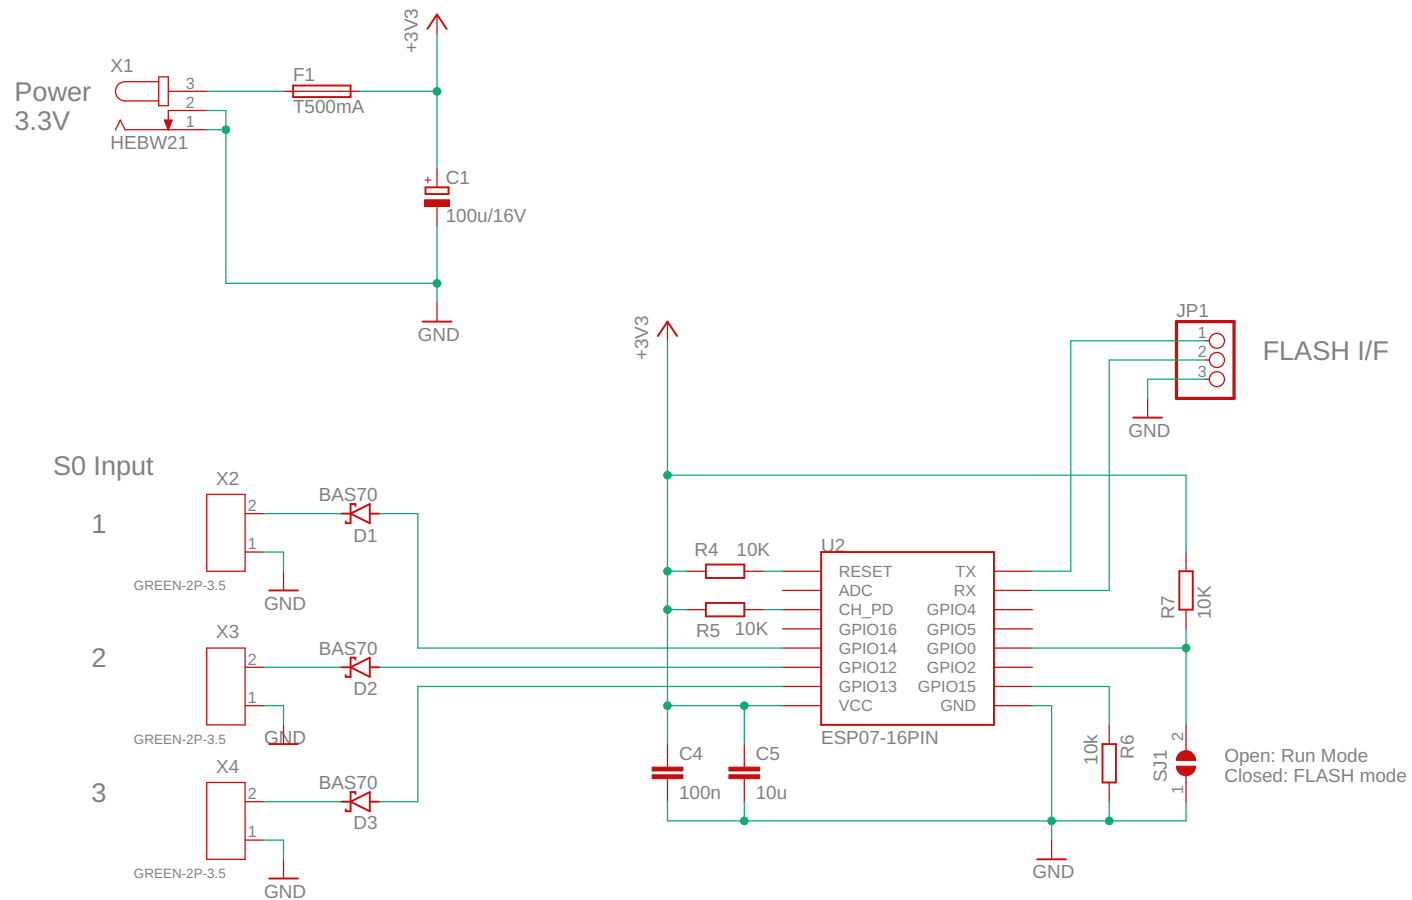 +3V3
X1
F1
Power
3.3V
3
2
1
T500mA
HEBW21
+
C1
100u/16V
GND
+3V3
JP1
1
2
3
FLASH I/F
GND
S0 Input
X2
BAS70
1
2
1
D1
GREEN-2P-3.5
GND
X3
BAS70
2
2
1
D2
GREEN-2P-3.5
GND
X4
BAS70
3
2
1
D3
GREEN-2P-3.5
GND
R4 10K
R5 10K
U2
RESET TX
ADC RX
CH_PD GPIO4
GPIO16 GPIO5
GPIO14 GPIO0
GPIO12 GPIO2
GPIO13 GPIO15
VCC GND
ESP07-16PIN
R7
10K
C4
100n
C5
10u
10k
R6
SJ1
2
1
Open: Run Mode
Closed: FLASH mode
GND